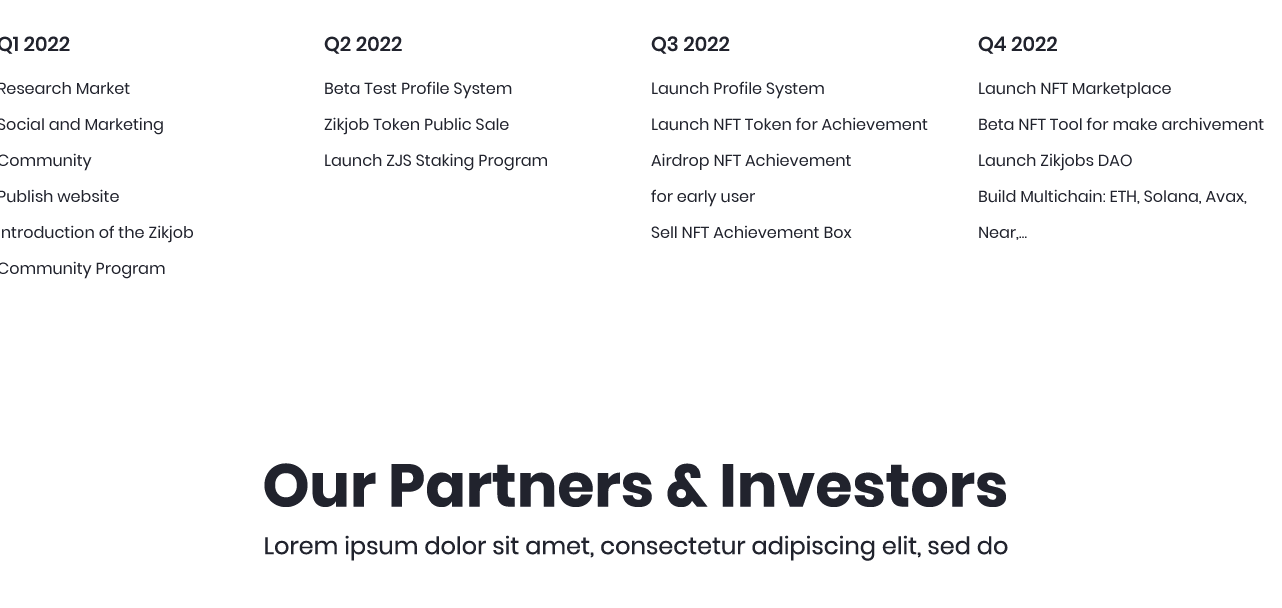 Q1 2022
Research Market
Social and Marketing
Community
Publish website
Introduction of the Zikjob
Community Program
Q2 2022
Beta Test Profile System
Zikjob Token Public Sale
Launch ZJS Staking Program
Q3 2022
Launch Profile System
Launch NFT Token for Achievement
Airdrop NFT Achievement
for early user
Sell NFT Achievement Box
Q4 2022
Launch NFT Marketplace
Beta NFT Tool for make archivement
Launch Zikjobs DAO
Build Multichain: ETH, Solana, Avax,
Near,...
Our Partners & Investors
Lorem ipsum dolor sit amet, consectetur adipiscing elit, sed do